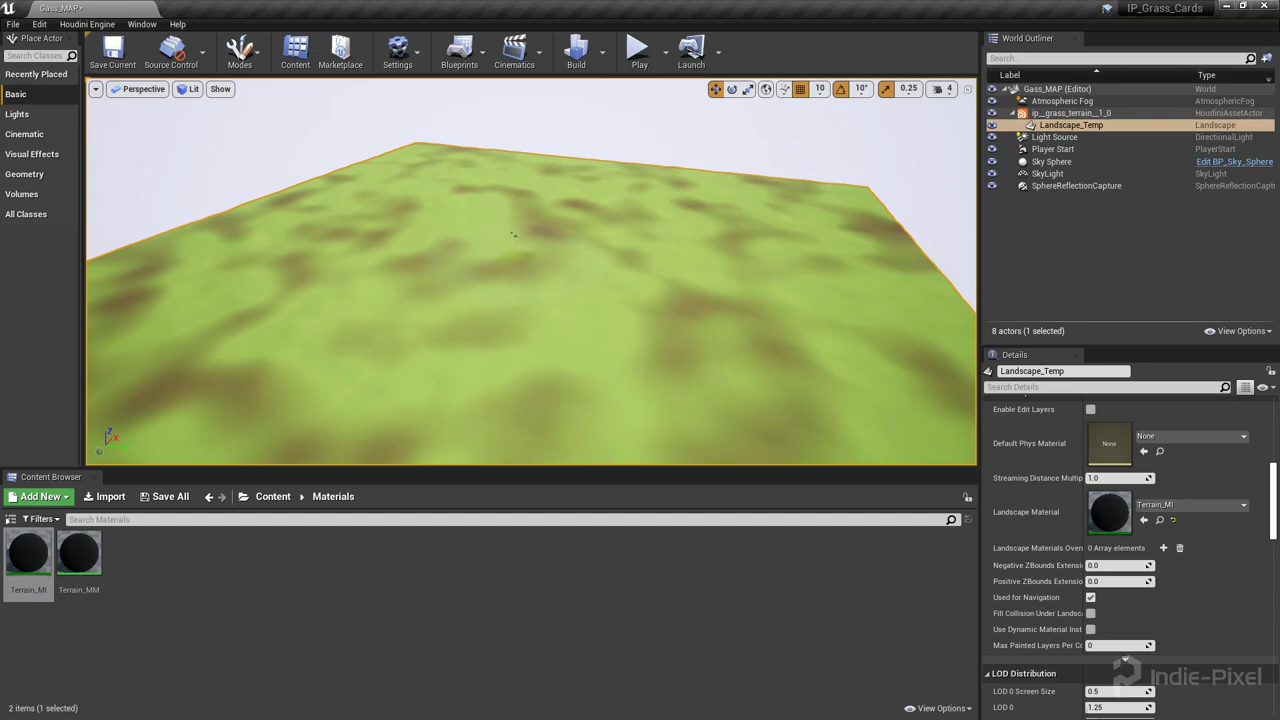 Gass_MAP*
IP_Grass_Cards
File Edit Houdini Engine Window Help
Place Actor
Search Classes
Recently Placed
Basic
Lights
Cinematic
Visual Effects
Geometry
Volumes
All Classes
Save Current Source Control Modes Content Marketplace Settings Blueprints Cinematics Build Play Launch
Perspective Lit Show
10 10° 0.25 4
Z
X
World Outliner
Search...
Label Type
Gass_MAP (Editor) World
Atmospheric Fog AtmosphericFog
ip__grass_terrain__1_0 HoudiniAssetActor
Landscape_Temp Landscape
Light Source DirectionalLight
Player Start PlayerStart
Sky Sphere Edit BP_Sky_Sphere
SkyLight SkyLight
SphereReflectionCapture SphereReflectionCaptu
8 actors (1 selected) View Options
Details
Landscape_Temp
Search Details
Enable Edit Layers
Default Phys Material None None
Streaming Distance Multip 1.0
Landscape Material Terrain_MI
Landscape Materials Overr 0 Array elements
Negative ZBounds Extensio 0.0
Positive ZBounds Extensio 0.0
Used for Navigation
Fill Collision Under Landsca
Use Dynamic Material Inst
Max Painted Layers Per Co 0
LOD Distribution
LOD 0 Screen Size 0.5
LOD 0 1.25
Content Browser
Add New Import Save All Content Materials
Filters Search Materials
Terrain_MI Terrain_MM
2 items (1 selected) View Options
Indie-Pixel